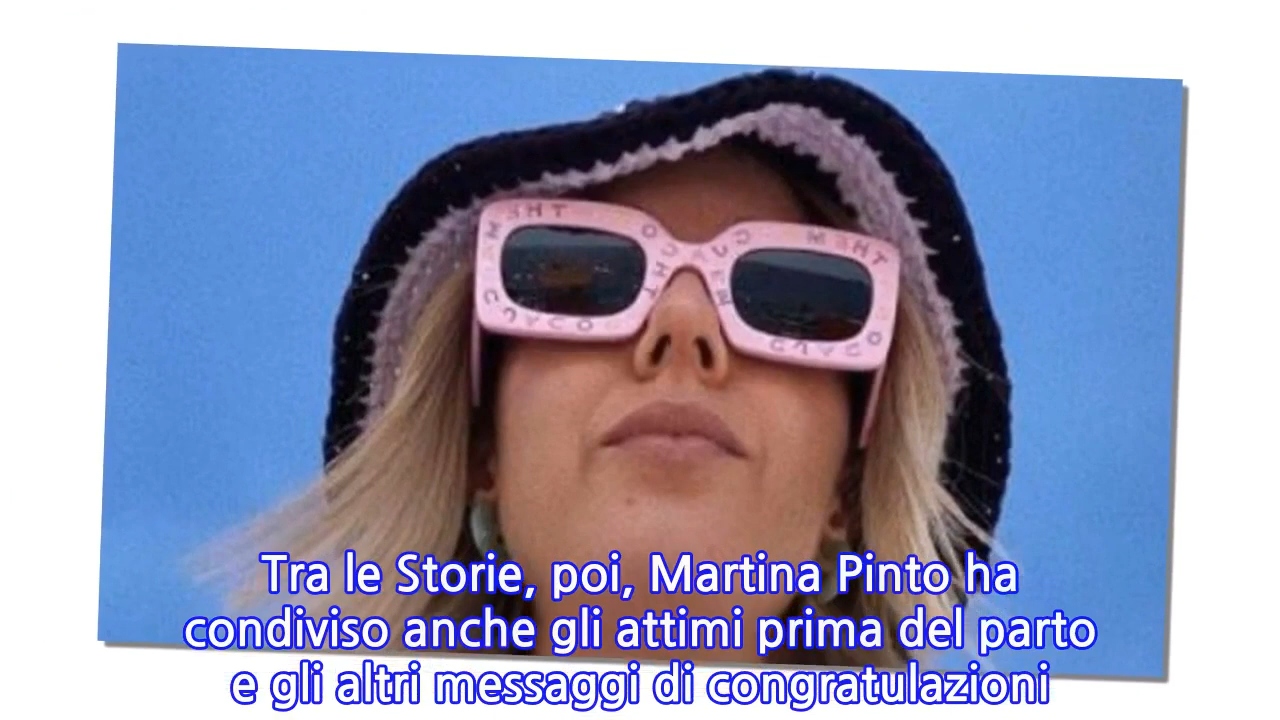 Tra le Storie, poi, Martina Pinto ha
condiviso anche gli attimi prima del parto
e gli altri messaggi di congratulazioni